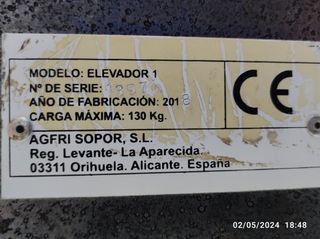 MODELO: ELEVADOR 1
Nº DE SERIE:
AÑO DE FABRICACIÓN: 2018
CARGA MÁXIMA: 130 Kg.
CE
AGFRI SOPOR, S.L.
Reg. Levante- La Aparecida.
03311 Orihuela. Alicante. España
02/05/2024 18:48